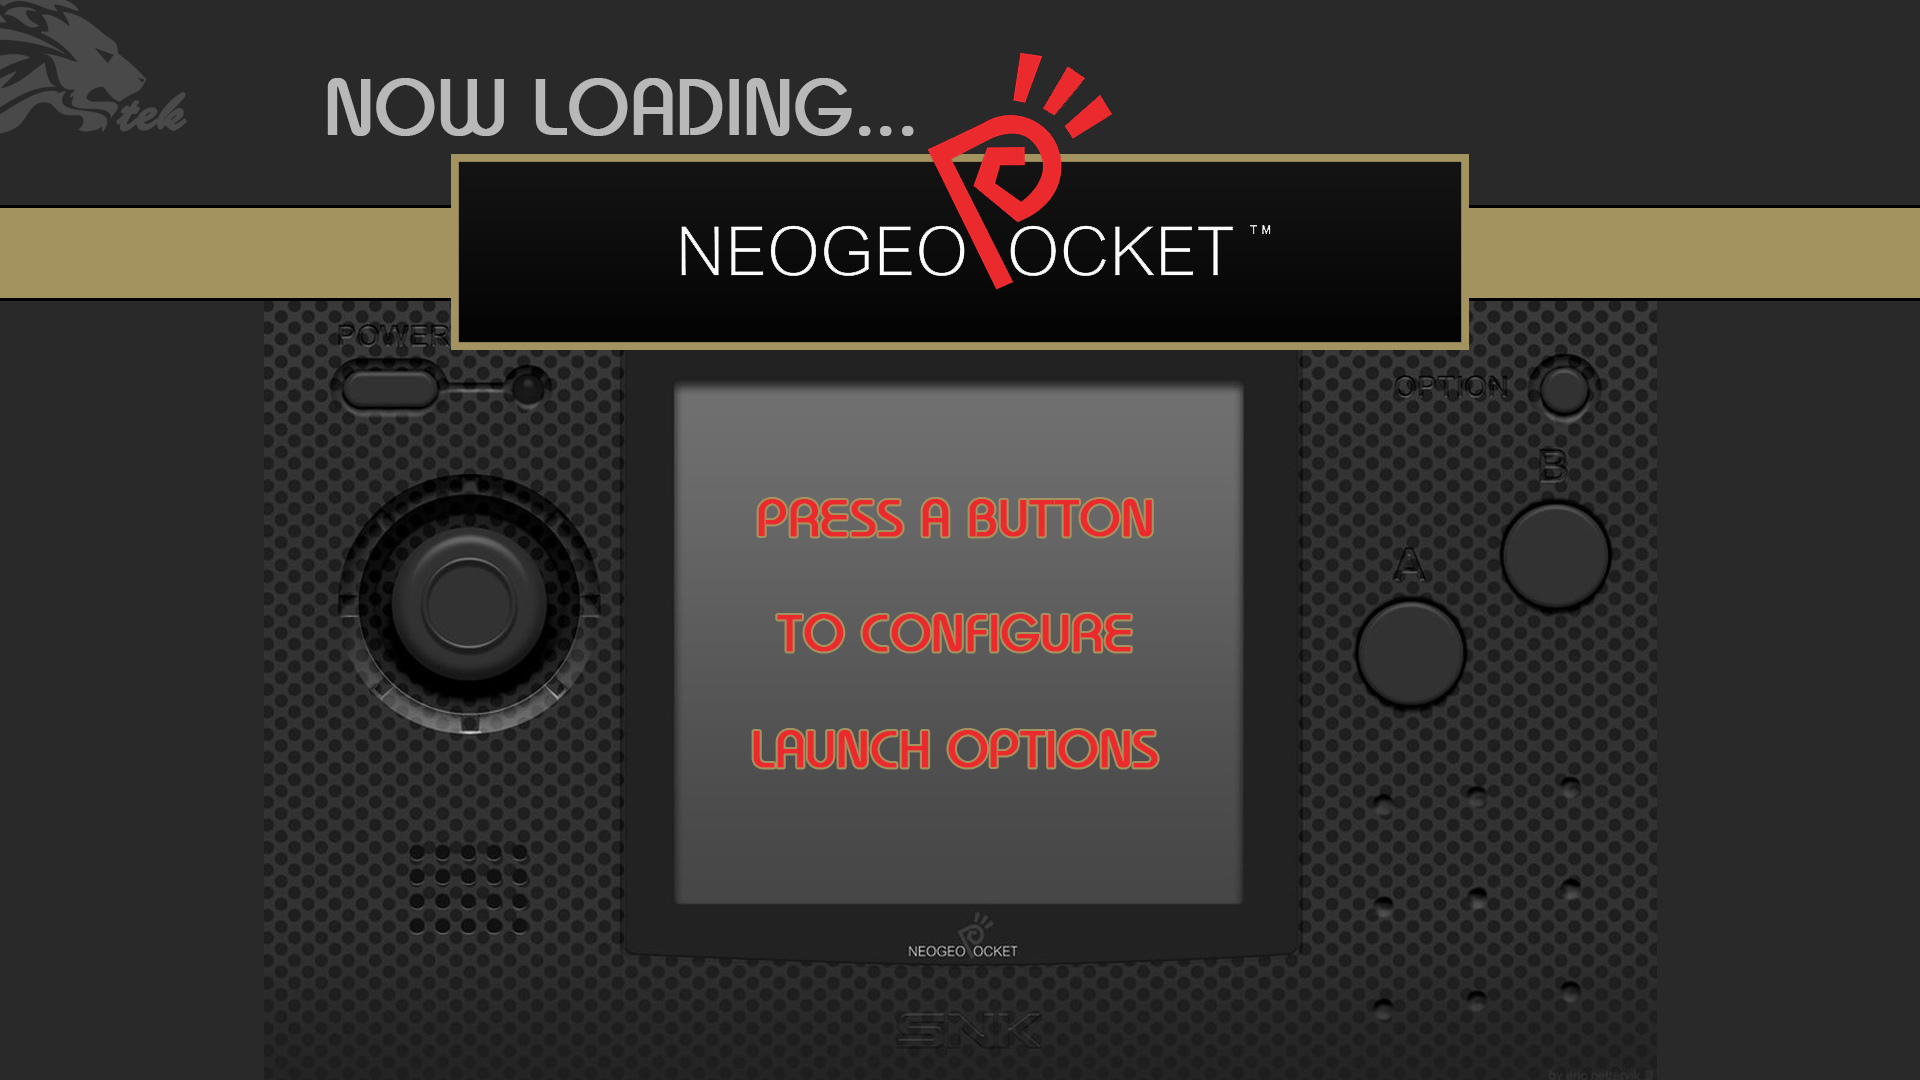 tek
NOW LOADING...
NEOGEO POCKET ™
POWER
OPTION
B
A
PRESS A BUTTON
TO CONFIGURE
LAUNCH OPTIONS
NEOGEO POCKET
SNK